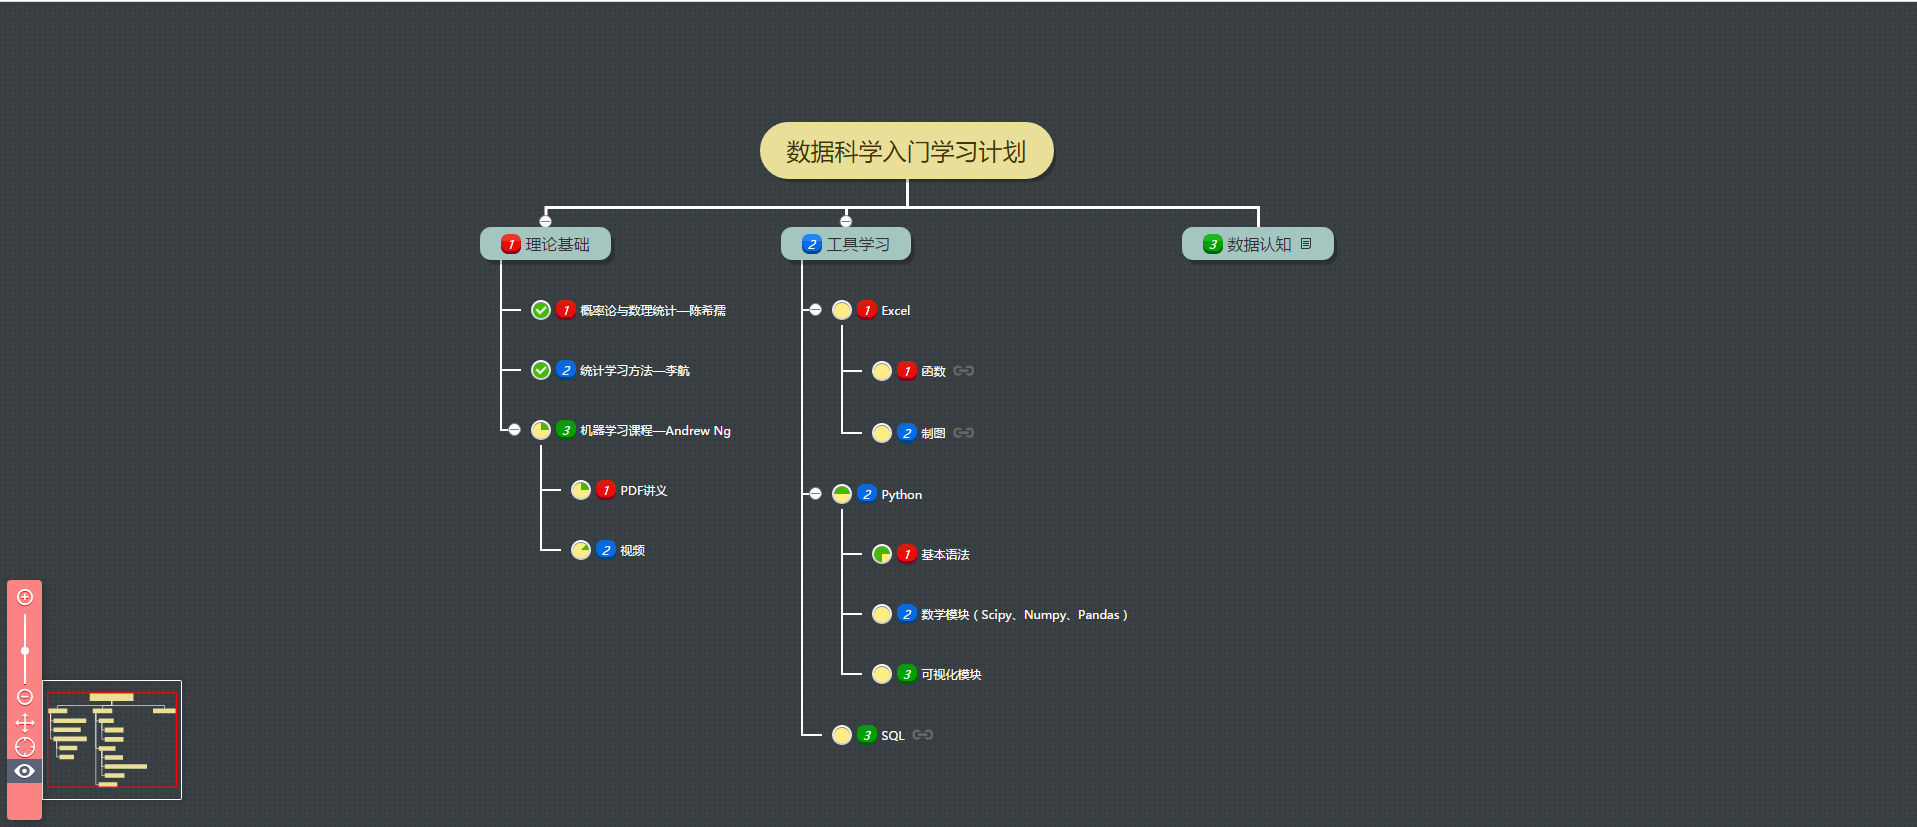 数据科学入门学习计划
1 理论基础
2 工具学习
3 数据认知
1 概率论与数理统计—陈希孺
2 统计学习方法—李航
3 机器学习课程—Andrew Ng
1 PDF讲义
2 视频
1 Excel
1 函数
2 制图
2 Python
1 基本语法
2 数学模块（Scipy、Numpy、Pandas）
3 可视化模块
3 SQL